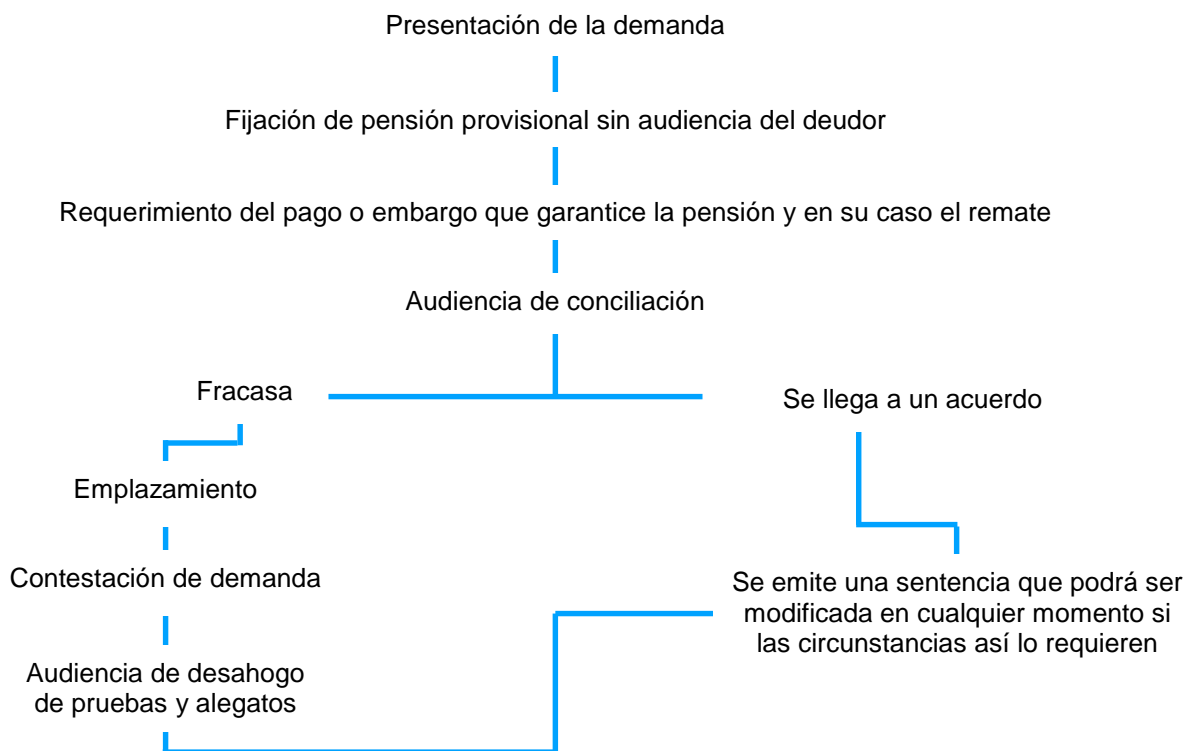 Presentación de la demanda
Fijación de pensión provisional sin audiencia del deudor
Requerimiento del pago o embargo que garantice la pensión y en su caso el remate
Audiencia de conciliación
Fracasa
Se llega a un acuerdo
Emplazamiento
Contestación de demanda
Audiencia de desahogo
de pruebas y alegatos
Se emite una sentencia que podrá ser
modificada en cualquier momento si
las circunstancias así lo requieren